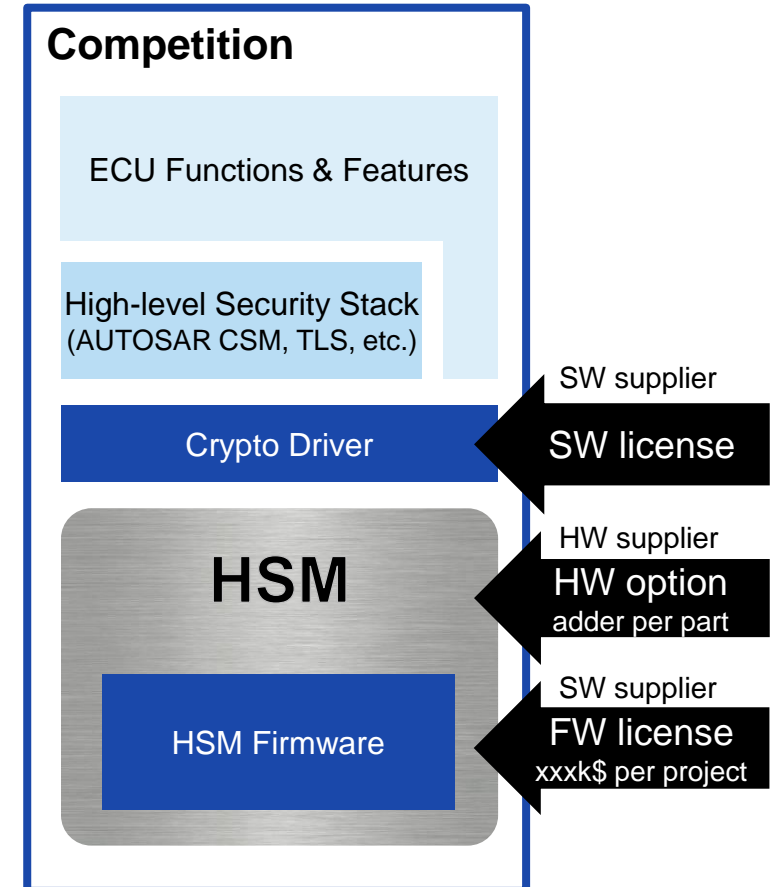 Competition
ECU Functions & Features
High-level Security Stack
(AUTOSAR CSM, TLS, etc.)
SW supplier
Crypto Driver
SW license
HW supplier
HSM
HW option
adder per part
SW supplier
HSM Firmware
FW license
xxxk$ per project